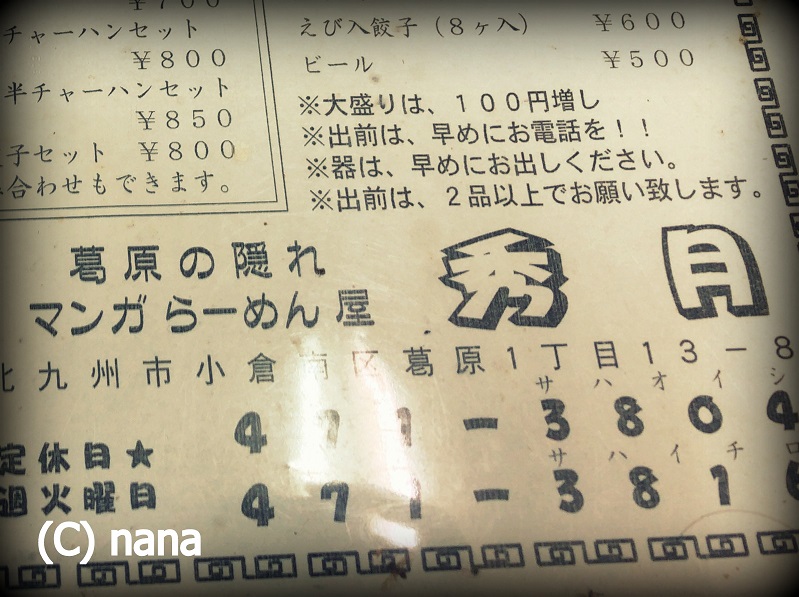 ￥700
チャーハンセット
￥800
半チャーハンセット
￥850
子セット ￥800
合わせもできます。
えび入餃子（８ヶ入） ￥６００
ビール ￥５００
※大盛りは、１００円増し
※出前は、早めにお電話を！！
※器は、早めにお出しください。
※出前は、２品以上でお願い致します。
葛原の隠れ
マンガらーめん屋
秀月
北九州市小倉南区葛原１丁目１３－８
サハオイシ
471-3804
定休日★
サハイチロ
週火曜日 471-3816
(C) nana